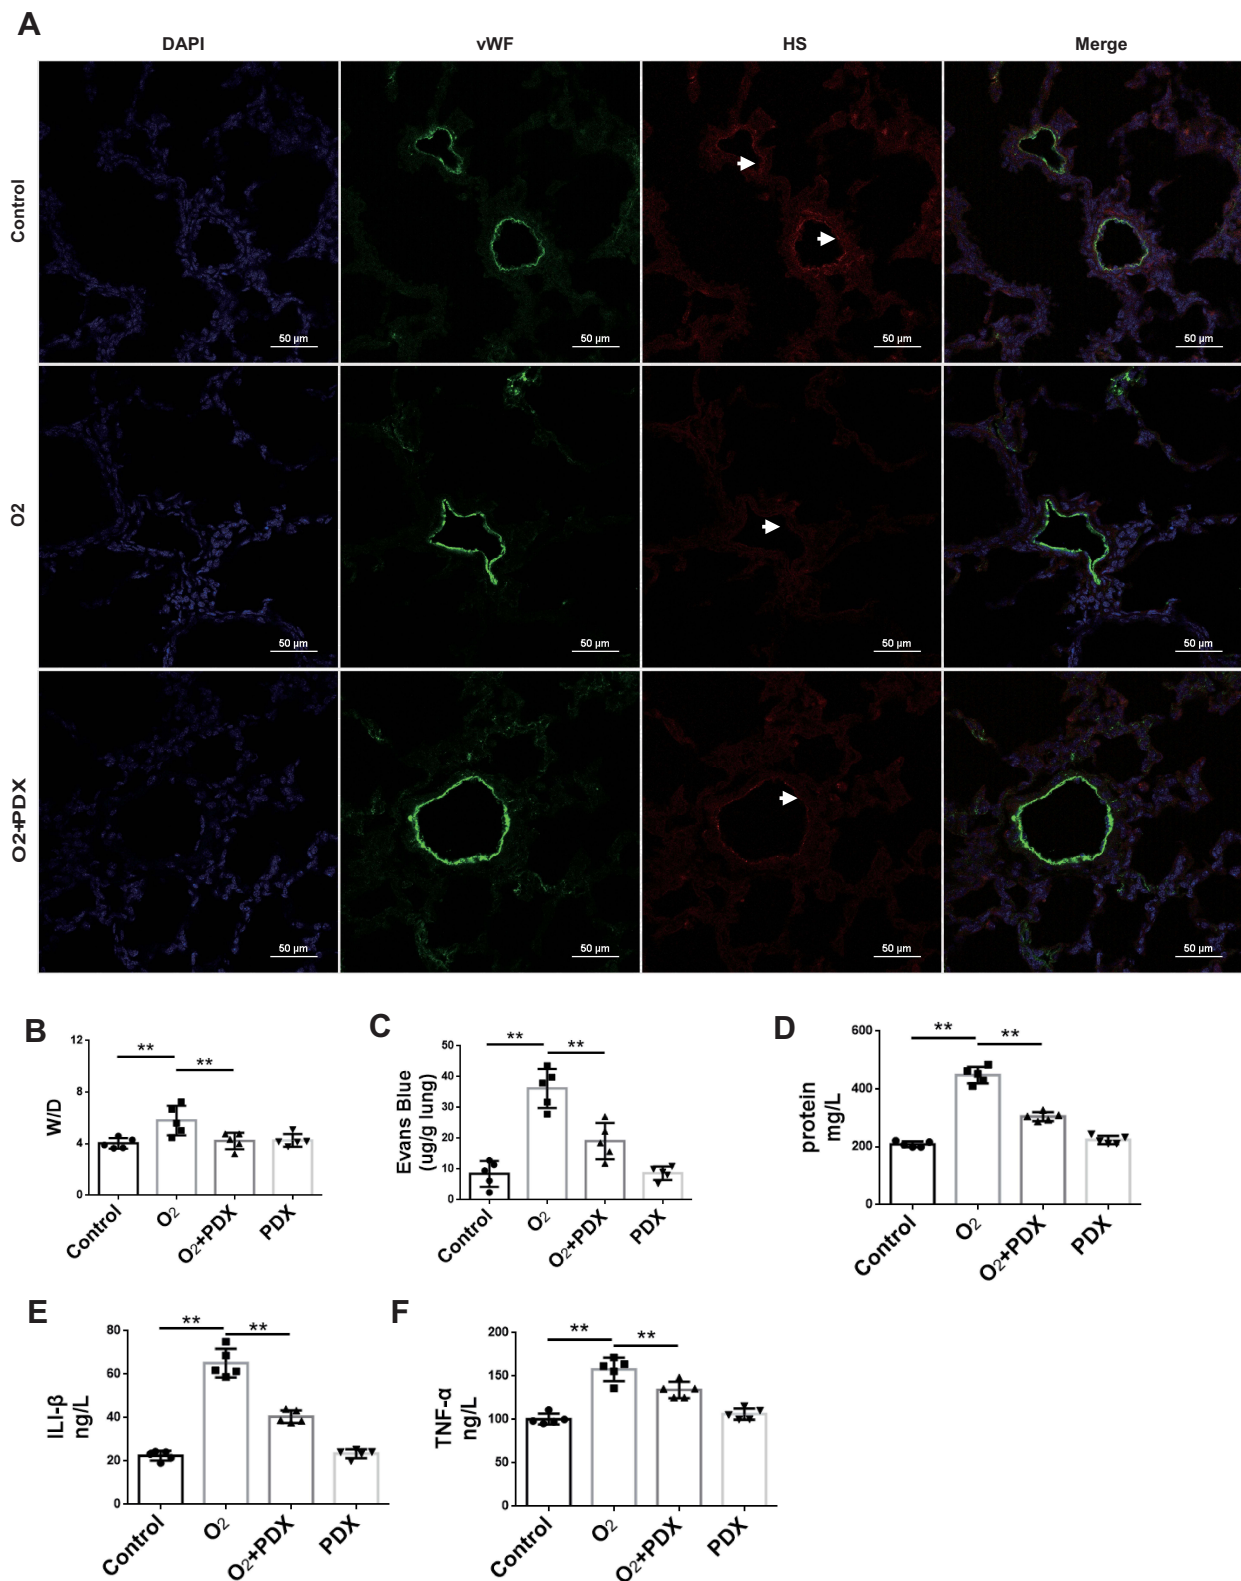 A
DAPI
vWF
HS
Merge
Control
50 µm
50 µm
50 µm
50 µm
O2
50 µm
50 µm
50 µm
50 µm
O2+PDX
50 µm
50 µm
50 µm
50 µm
B
W/D
12
8
4
0
**
**
Control
O2
O2+PDX
PDX
C
Evans Blue
(ug/g lung)
50
40
30
20
10
0
**
**
Control
O2
O2+PDX
PDX
D
protein
mg/L
600
400
200
0
**
**
Control
O2
O2+PDX
PDX
E
ILI-β
ng/L
80
60
40
20
0
**
**
Control
O2
O2+PDX
PDX
F
TNF-α
ng/L
200
150
100
50
0
**
**
Control
O2
O2+PDX
PDX